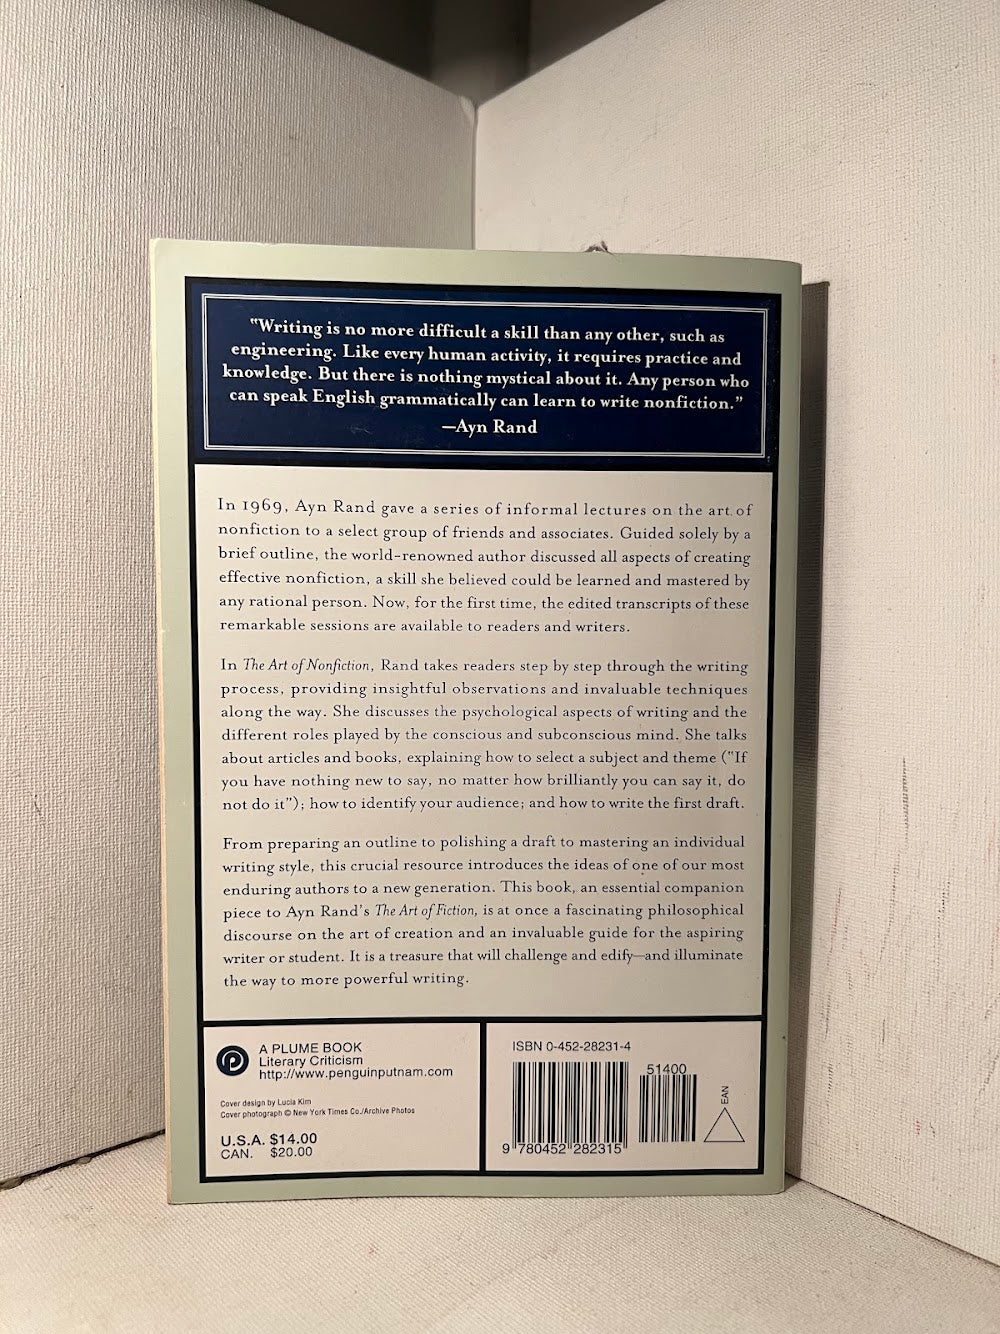 "Writing is no more difficult a skill than any other, such as
engineering. Like every human activity, it requires practice and
knowledge. But there is nothing mystical about it. Any person who
can speak English grammatically can learn to write nonfiction."
—Ayn Rand
In 1969, Ayn Rand gave a series of informal lectures on the art of
nonfiction to a select group of friends and associates. Guided solely by a
brief outline, the world-renowned author discussed all aspects of creating
effective nonfiction, a skill she believed could be learned and mastered by
any rational person. Now, for the first time, the edited transcripts of these
remarkable sessions are available to readers and writers.
In The Art of Nonfiction, Rand takes readers step by step through the writing
process, providing insightful observations and invaluable techniques
along the way. She discusses the psychological aspects of writing and the
different roles played by the conscious and subconscious mind. She talks
about articles and books, explaining how to select a subject and theme ("If
you have nothing new to say, no matter how brilliantly you can say it, do
not do it"); how to identify your audience; and how to write the first draft.
From preparing an outline to polishing a draft to mastering an individual
writing style, this crucial resource introduces the ideas of one of our most
enduring authors to a new generation. This book, an essential companion
piece to Ayn Rand's The Art of Fiction, is at once a fascinating philosophical
discourse on the art of creation and an invaluable guide for the aspiring
writer or student. It is a treasure that will challenge and edify—and illuminate
the way to more powerful writing.
A PLUME BOOK
Literary Criticism
http://www.penguinputnam.com
Cover design by Lucia Kim
Cover photograph © New York Times Co./Archive Photos
U.S.A. $14.00
CAN. $20.00
ISBN 0-452-28231-4
51400
EAN
9 780452 282315